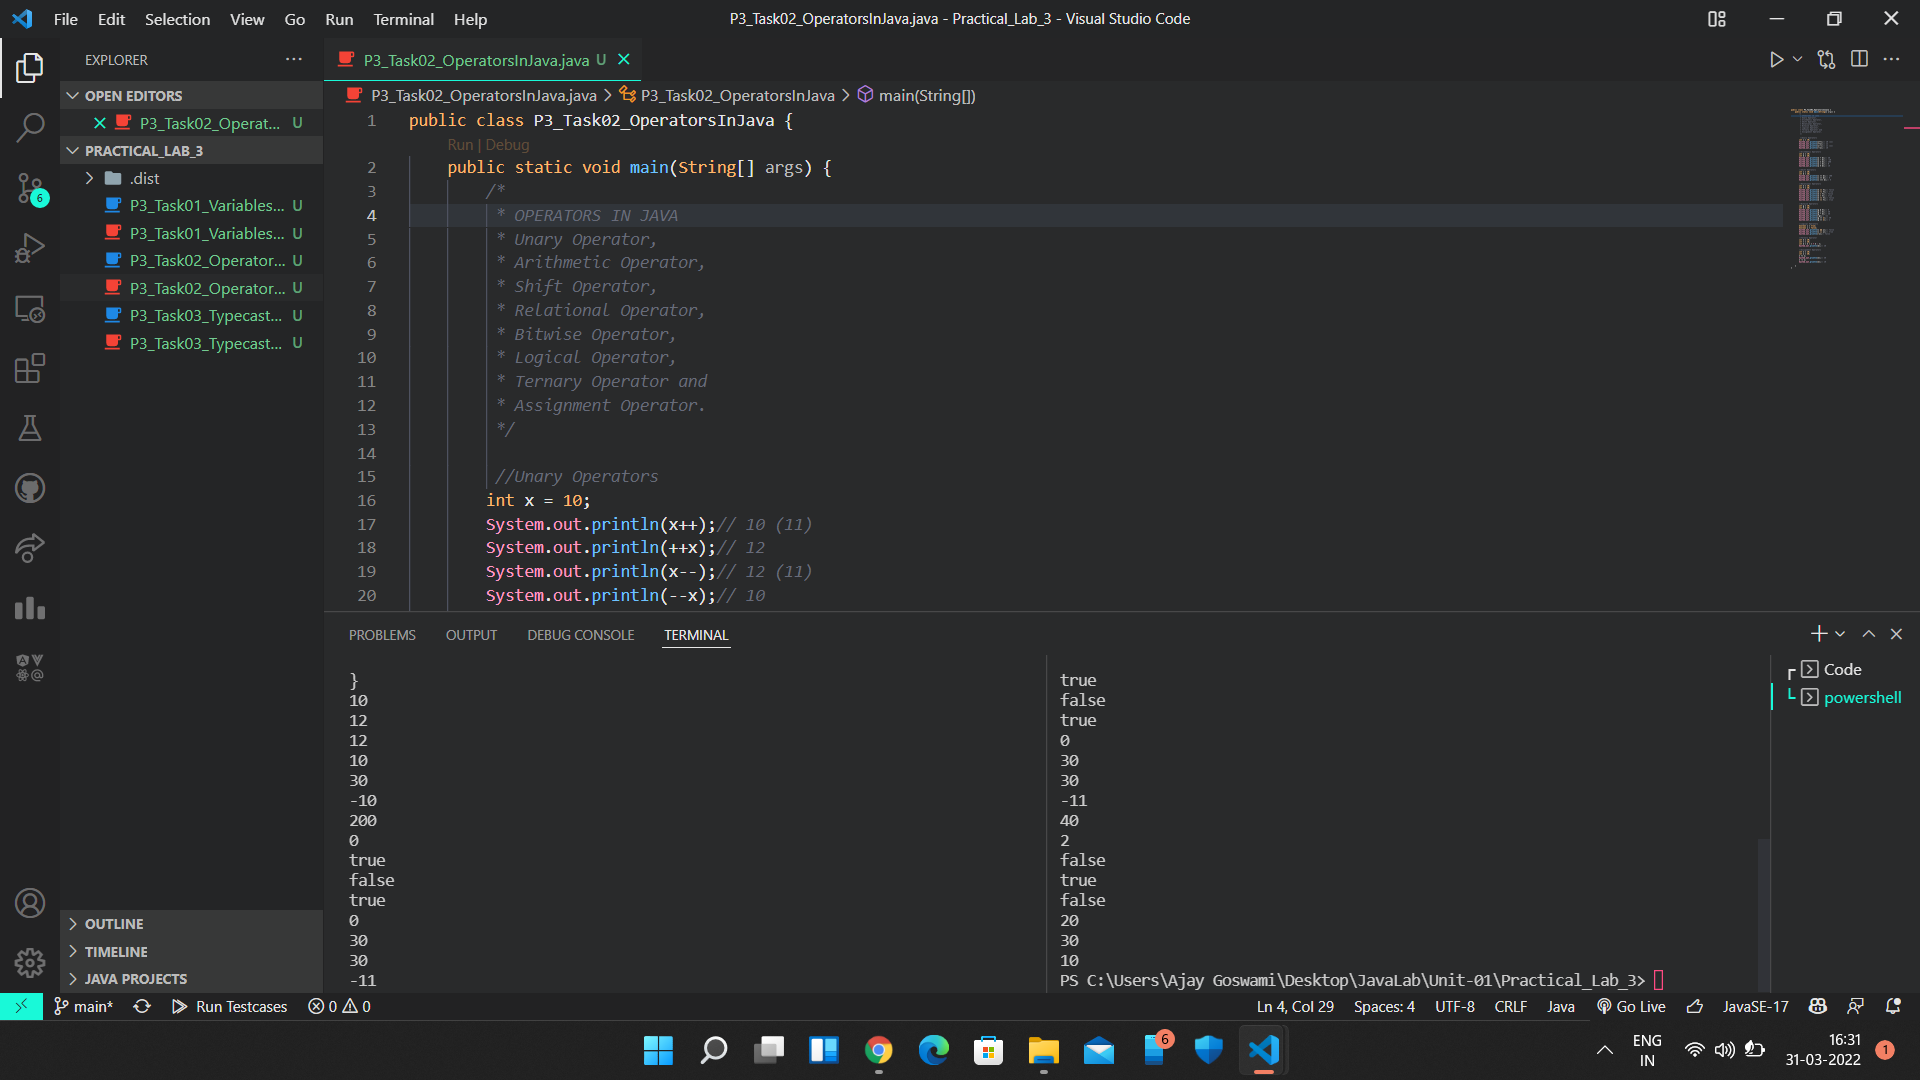 File Edit Selection View Go Run Terminal Help
P3_Task02_OperatorsInJava.java - Practical_Lab_3 - Visual Studio Code
EXPLORER
OPEN EDITORS
P3_Task02_Operat... U
PRACTICAL_LAB_3
.dist
P3_Task01_Variables... U
P3_Task01_Variables... U
P3_Task02_Operator... U
P3_Task02_Operator... U
P3_Task03_Typecast... U
P3_Task03_Typecast... U
OUTLINE
TIMELINE
JAVA PROJECTS
6
P3_Task02_OperatorsInJava.java U
P3_Task02_OperatorsInJava.java > P3_Task02_OperatorsInJava > main(String[])
1 public class P3_Task02_OperatorsInJava {
Run | Debug
2 public static void main(String[] args) {
3 /*
4 * OPERATORS IN JAVA
5 * Unary Operator,
6 * Arithmetic Operator,
7 * Shift Operator,
8 * Relational Operator,
9 * Bitwise Operator,
10 * Logical Operator,
11 * Ternary Operator and
12 * Assignment Operator.
13 */
14
15 //Unary Operators
16 int x = 10;
17 System.out.println(x++);// 10 (11)
18 System.out.println(++x);// 12
19 System.out.println(x--);// 12 (11)
20 System.out.println(--x);// 10
PROBLEMS OUTPUT DEBUG CONSOLE TERMINAL
}
10
12
12
10
30
-10
200
0
true
false
true
0
30
30
-11
true
false
true
0
30
30
-11
40
2
false
true
false
20
30
10
PS C:\Users\Ajay Goswami\Desktop\JavaLab\Unit-01\Practical_Lab_3>
Code
powershell
main* Run Testcases 0 0
Ln 4, Col 29 Spaces: 4 UTF-8 CRLF Java Go Live JavaSE-17
6
ENG
IN
16:31
31-03-2022
1